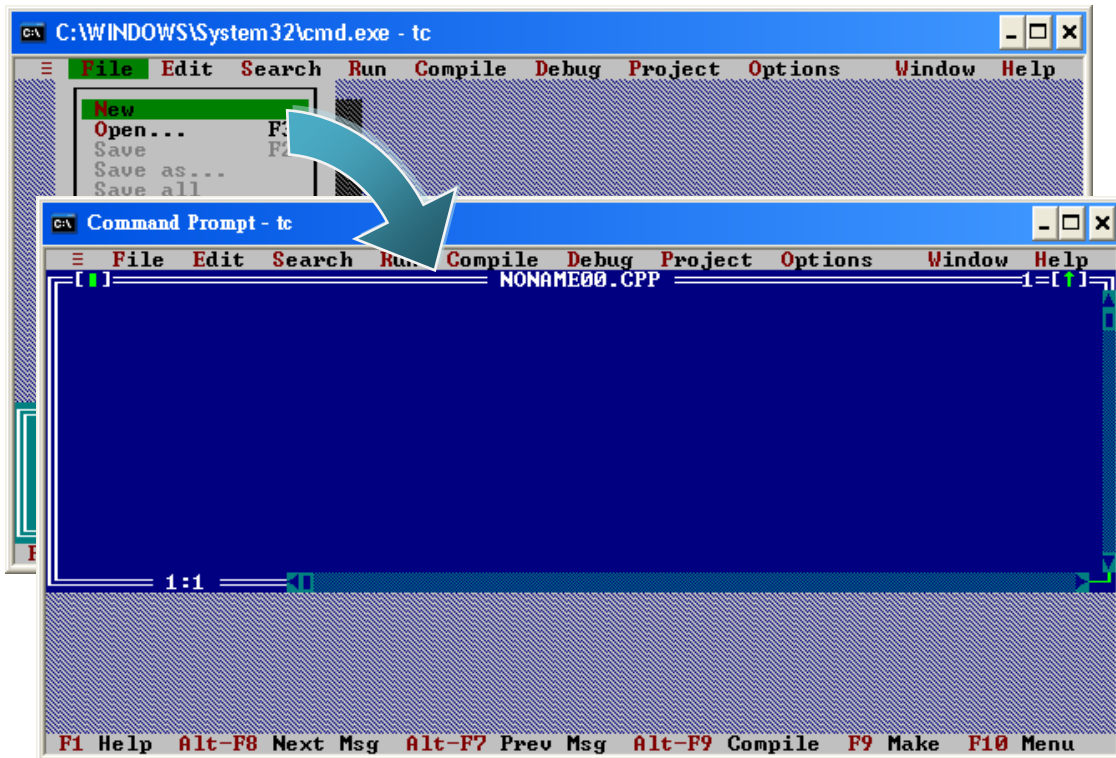 C:\WINDOWS\System32\cmd.exe - tc
≡ File Edit Search Run Compile Debug Project Options Window Help
New
Open... F3
Save F2
Save as...
Save all
Command Prompt - tc
≡ File Edit Search Run Compile Debug Project Options Window Help
[▮] NONAME00.CPP 1=[↑]
1:1
F1 Help Alt-F8 Next Msg Alt-F7 Prev Msg Alt-F9 Compile F9 Make F10 Menu